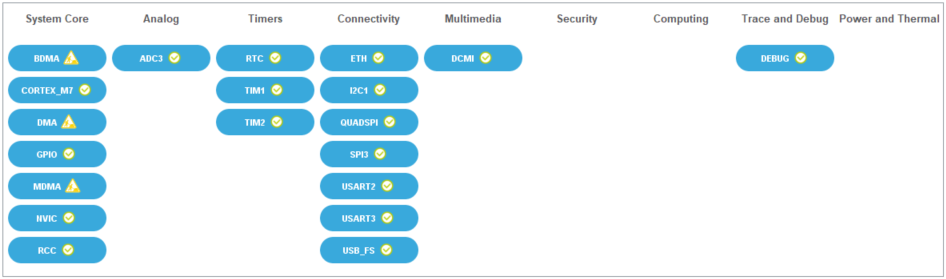 System Core Analog Timers Connectivity Multimedia Security Computing Trace and Debug Power and Thermal
BDMA ADC3 RTC ETH DCMI DEBUG
CORTEX_M7 TIM1 I2C1
DMA TIM2 QUADSPI
GPIO SPI3
MDMA USART2
NVIC USART3
RCC USB_FS